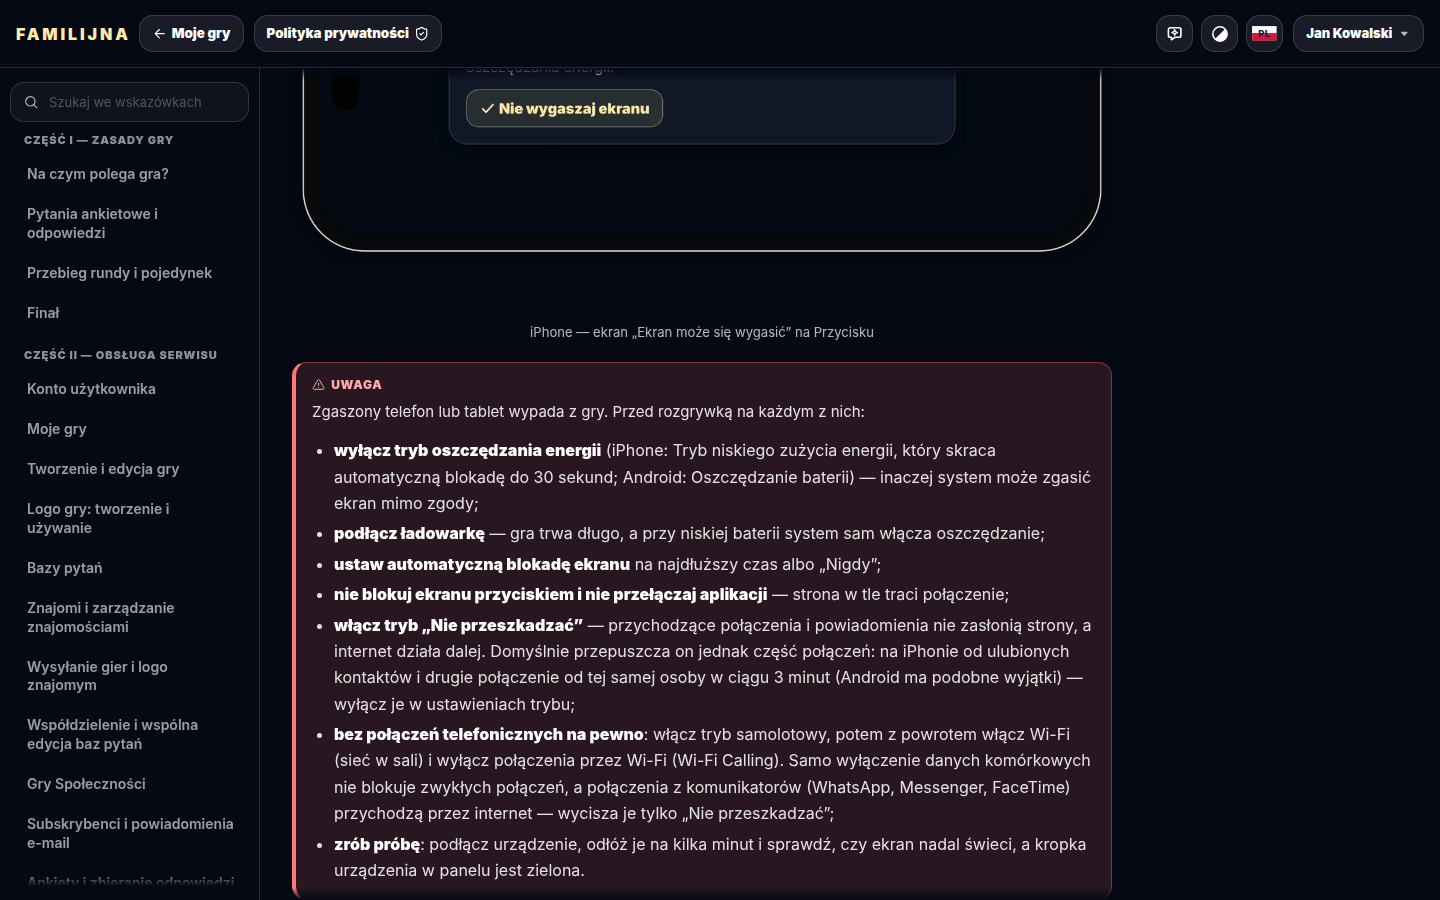 FAMILIJNA
Moje gry
Polityka prywatności
PL
Jan Kowalski
Szukaj we wskazówkach
CZĘŚĆ I — ZASADY GRY
Na czym polega gra?
Pytania ankietowe i
odpowiedzi
Przebieg rundy i pojedynek
Finał
CZĘŚĆ II — OBSŁUGA SERWISU
Konto użytkownika
Moje gry
Tworzenie i edycja gry
Logo gry: tworzenie i
używanie
Bazy pytań
Znajomi i zarządzanie
znajomościami
Wysyłanie gier i logo
znajomym
Współdzielenie i wspólna
edycja baz pytań
Gry Społeczności
Subskrybenci i powiadomienia
e-mail
Ankiety i zbieranie odpowiedzi
oszczędzania energii.
Nie wygaszaj ekranu
iPhone — ekran „Ekran może się wygasić” na Przycisku
UWAGA
Zgaszony telefon lub tablet wypada z gry. Przed rozgrywką na każdym z nich:
• wyłącz tryb oszczędzania energii (iPhone: Tryb niskiego zużycia energii, który skraca
automatyczną blokadę do 30 sekund; Android: Oszczędzanie baterii) — inaczej system może zgasić
ekran mimo zgody;
• podłącz ładowarkę — gra trwa długo, a przy niskiej baterii system sam włącza oszczędzanie;
• ustaw automatyczną blokadę ekranu na najdłuższy czas albo „Nigdy”;
• nie blokuj ekranu przyciskiem i nie przełączaj aplikacji — strona w tle traci połączenie;
• włącz tryb „Nie przeszkadzać” — przychodzące połączenia i powiadomienia nie zasłonią strony, a
internet działa dalej. Domyślnie przepuszcza on jednak część połączeń: na iPhonie od ulubionych
kontaktów i drugie połączenie od tej samej osoby w ciągu 3 minut (Android ma podobne wyjątki) —
wyłącz je w ustawieniach trybu;
• bez połączeń telefonicznych na pewno: włącz tryb samolotowy, potem z powrotem włącz Wi-Fi
(sieć w sali) i wyłącz połączenia przez Wi-Fi (Wi-Fi Calling). Samo wyłączenie danych komórkowych
nie blokuje zwykłych połączeń, a połączenia z komunikatorów (WhatsApp, Messenger, FaceTime)
przychodzą przez internet — wycisza je tylko „Nie przeszkadzać”;
• zrób próbę: podłącz urządzenie, odłóż je na kilka minut i sprawdź, czy ekran nadal świeci, a kropka
urządzenia w panelu jest zielona.